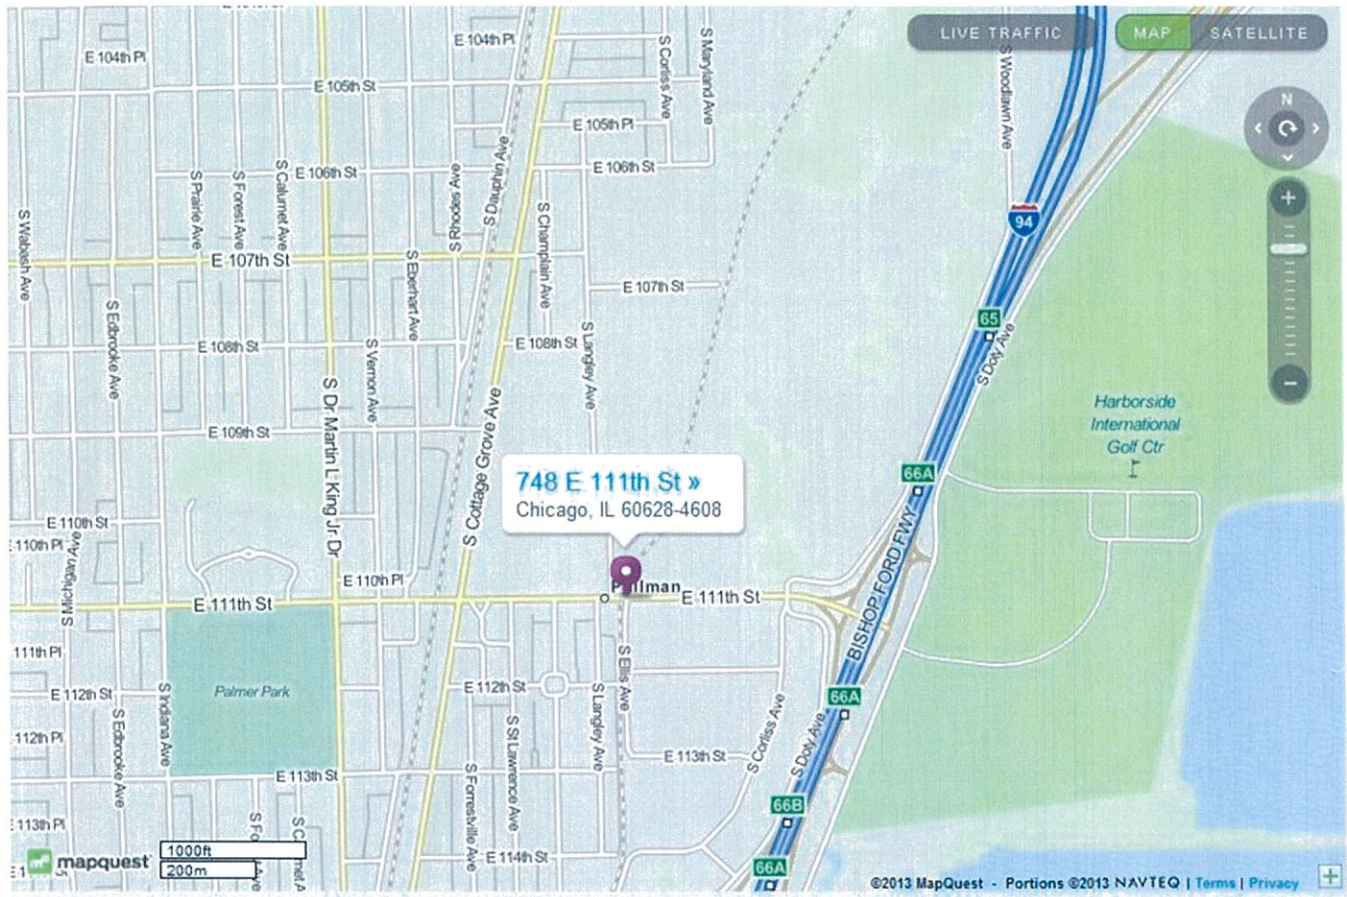 LIVE TRAFFIC
MAP
SATELLITE
E 104th Pl
E 104th Pl
S Corliss Ave
S Maryland Ave
S Woodlawn Ave
N
E 105th St
E 105th Pl
E 106th St
E 106th St
S Prairie Ave
S Forest Ave
S Calumet Ave
S Rhodes Ave
S Dauphin Ave
S Wabash Ave
S Champlain Ave
94
E 107th St
S Eberhart Ave
E 107th St
S Edbrooke Ave
65
S Doty Ave
E 108th St
S Vernon Ave
E 108th St
S Langley Ave
S Dr Martin L King Jr Dr
S Cottage Grove Ave
Harborside
International
Golf Ctr
E 109th St
748 E 111th St »
Chicago, IL 60628-4608
66A
E 110th St
E 110th Pl
S Michigan Ave
E 110th Pl
BISHOP FORD FWY
Pullman
E 111th St
E 111th St
111th Pl
Palmer Park
E 112th St
S Indiana Ave
S Edbrooke Ave
E 112th St
S Ellis Ave
S Langley Ave
66A
S St Lawrence Ave
S Corliss Ave
S Doty Ave
112th Pl
E 113th St
E 113th St
S Forrestville Ave
66B
E 113th Pl
E 114th St
66A
mapquest
1000ft
200m
©2013 MapQuest - Portions ©2013 NAVTEQ | Terms | Privacy